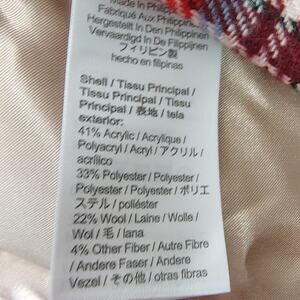 Made In Philippines
Fabriqué Aux Philippines
Hergestellt In Den Philippinen
Vervaardigd In De Filippijnen
フィリピン製
hecho en filipinas
Shell / Tissu Principal /
Tissu Principal / Tissu
Principal / 表地 / tela
exterior:
41% Acrylic / Acrylique /
Polyacryl / Acryl / アクリル /
acrílico
33% Polyester / Polyester /
Polyester / Polyester / ポリエ
ステル / poliéster
22% Wool / Laine / Wolle /
Wol / 毛 / lana
4% Other Fiber / Autre Fibre
/ Andere Faser / Andere
Vezel / その他 / otras fibras